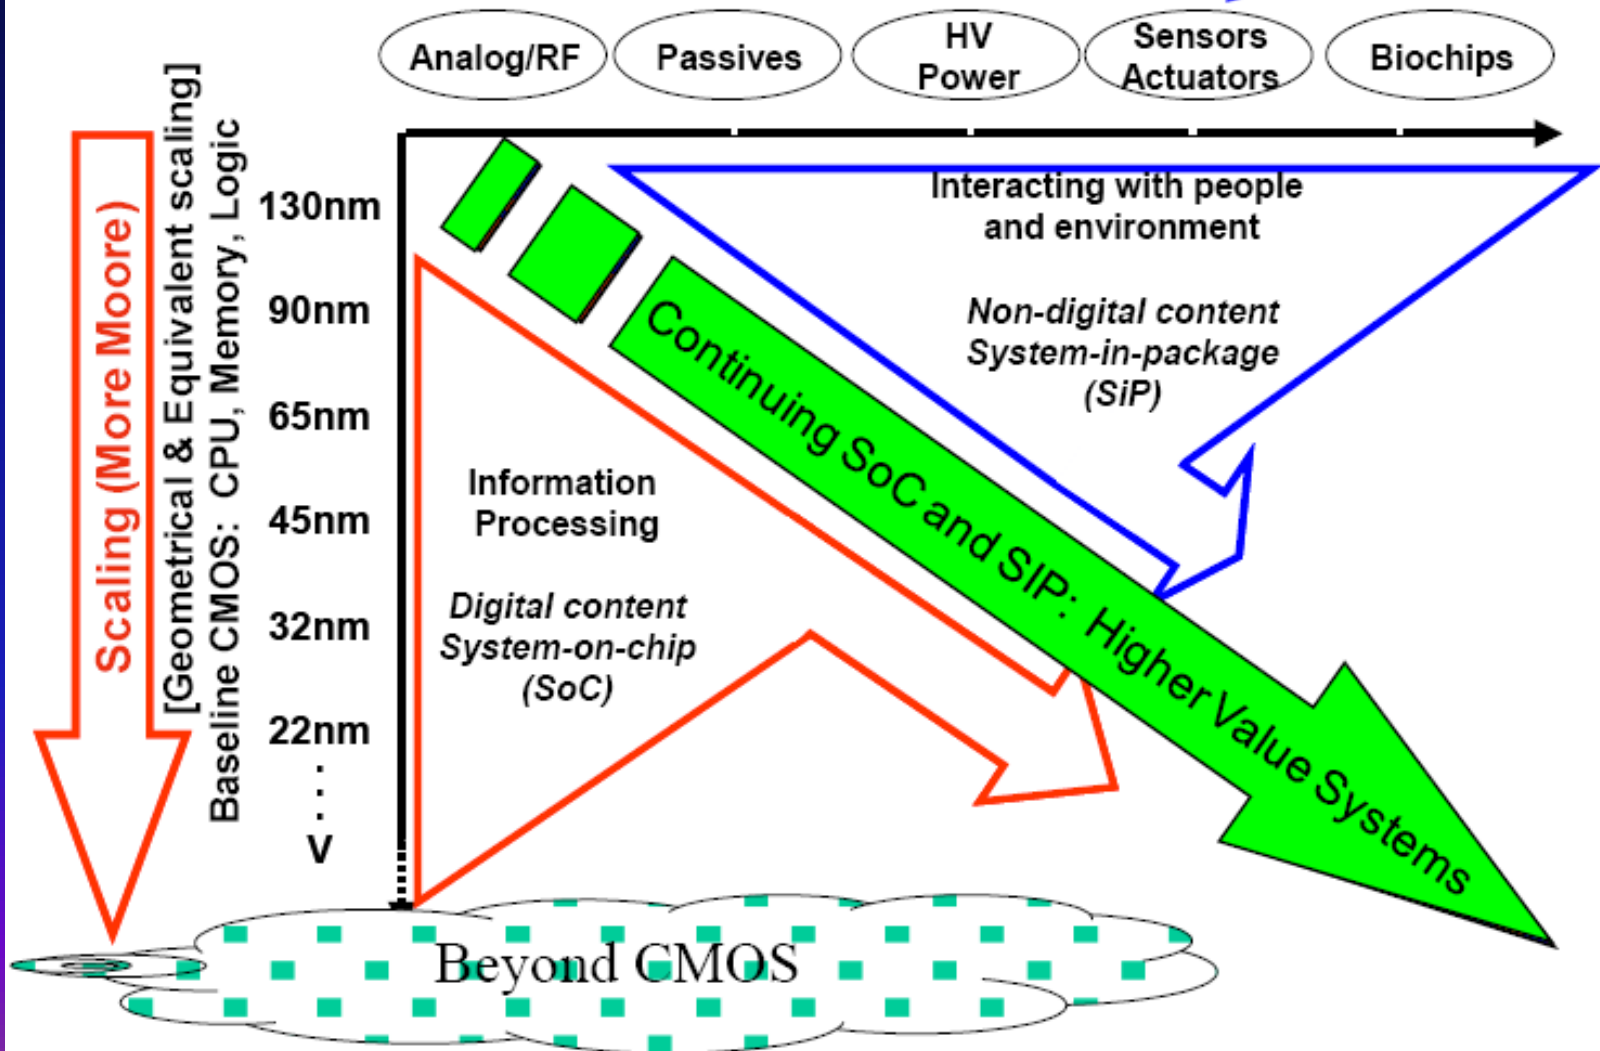 Analog/RF
Passives
HV
Power
Sensors
Actuators
Biochips
Scaling (More Moore)
[Geometrical & Equivalent scaling]
Baseline CMOS: CPU, Memory, Logic
130nm
90nm
65nm
45nm
32nm
22nm
V
Interacting with people
and environment
Non-digital content
System-in-package
(SiP)
Continuing SoC and SIP: Higher Value Systems
Information
Processing
Digital content
System-on-chip
(SoC)
Beyond CMOS